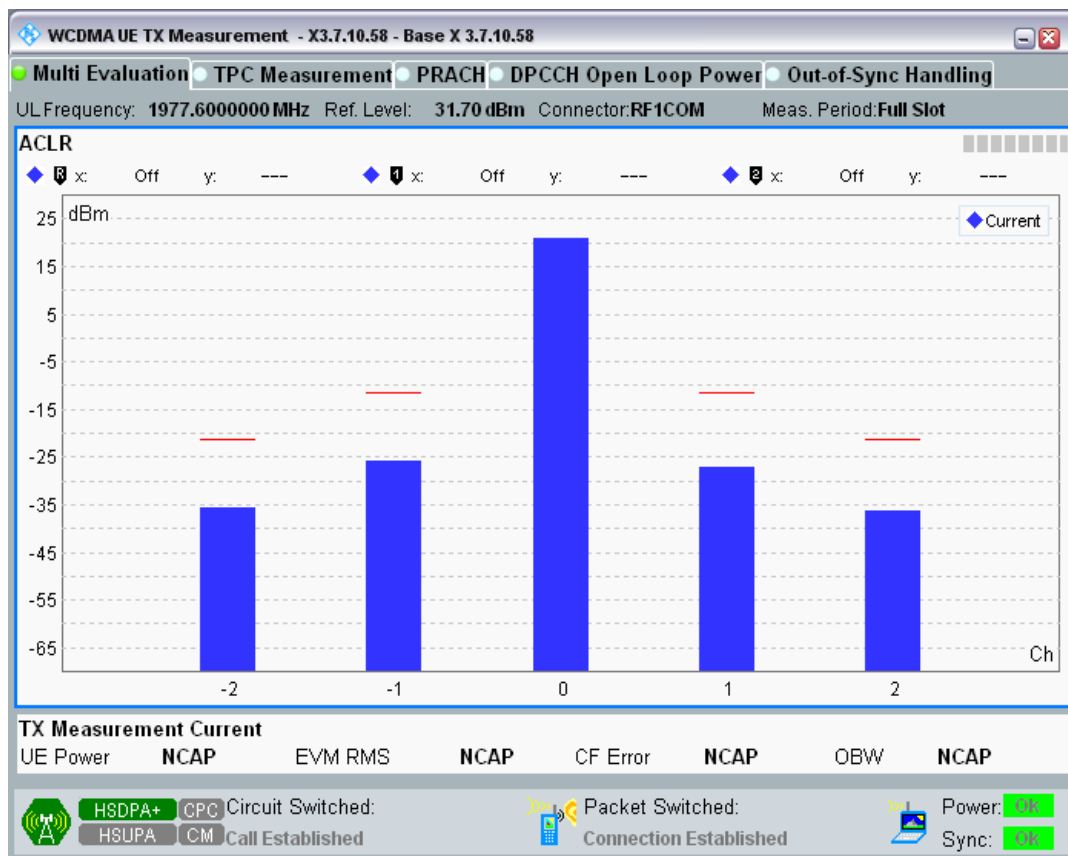 WCDMA UE TX Measurement - X3.7.10.58 - Base X 3.7.10.58
Multi Evaluation TPC Measurement PRACH DPCCH Open Loop Power Out-of-Sync Handling
UL Frequency: 1977.6000000 MHz Ref. Level: 31.70 dBm Connector:RF1COM Meas. Period:Full Slot
ACLR
R x: Off y: --- 1 x: Off y: --- 2 x: Off y: ---
dBm
Current
25
15
5
-5
-15
-25
-35
-45
-55
-65
Ch
-2 -1 0 1 2
TX Measurement Current
UE Power NCAP EVM RMS NCAP CF Error NCAP OBW NCAP
HSDPA+ CPC Circuit Switched: Packet Switched: Power: OK
HSUPA CM Call Established Connection Established Sync: OK